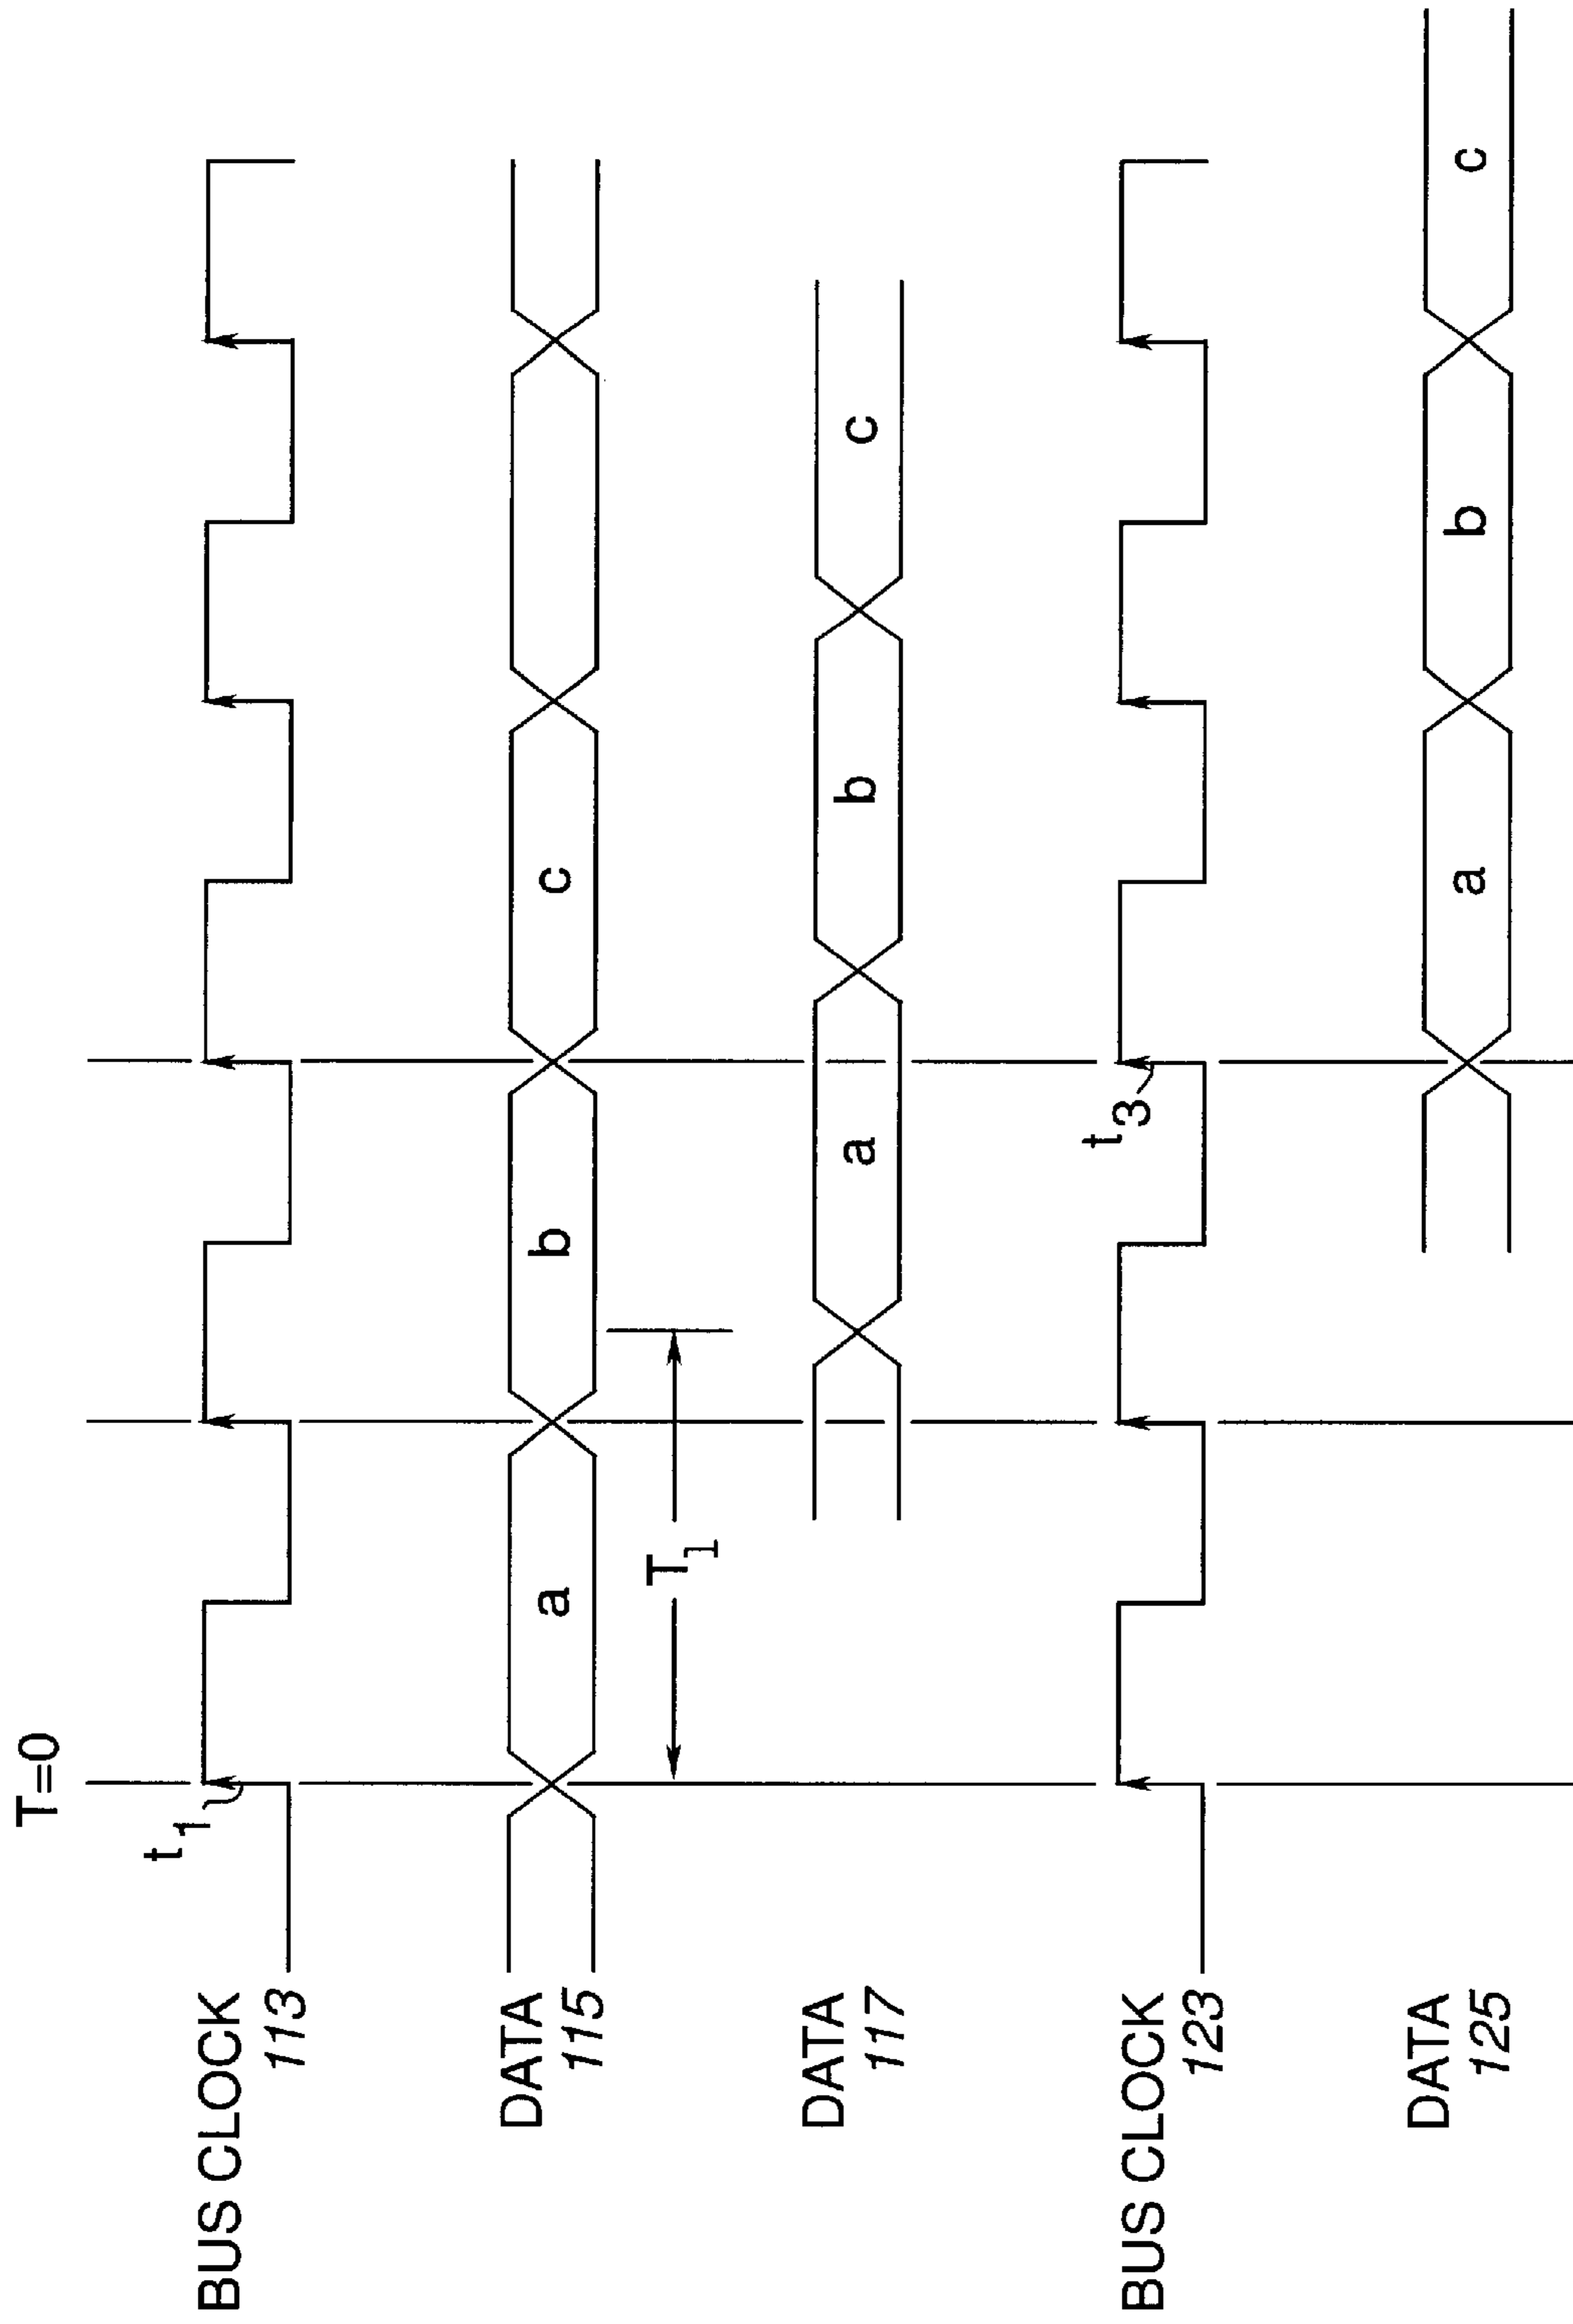 T=0
t1
BUS CLOCK
113
DATA
115
a
b
c
T1
DATA
117
a
b
c
BUS CLOCK
123
t3
DATA
125
a
b
c